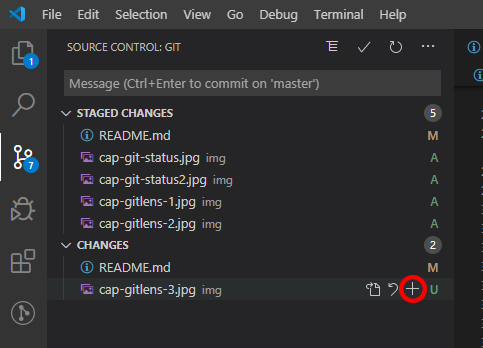 File Edit Selection View Go Debug Terminal H
1
SOURCE CONTROL: GIT
Message (Ctrl+Enter to commit on 'master')
STAGED CHANGES 5
README.md M
cap-git-status.jpg img A
cap-git-status2.jpg img A
7
cap-gitlens-1.jpg img A
cap-gitlens-2.jpg img A
CHANGES 2
README.md M
cap-gitlens-3.jpg img U